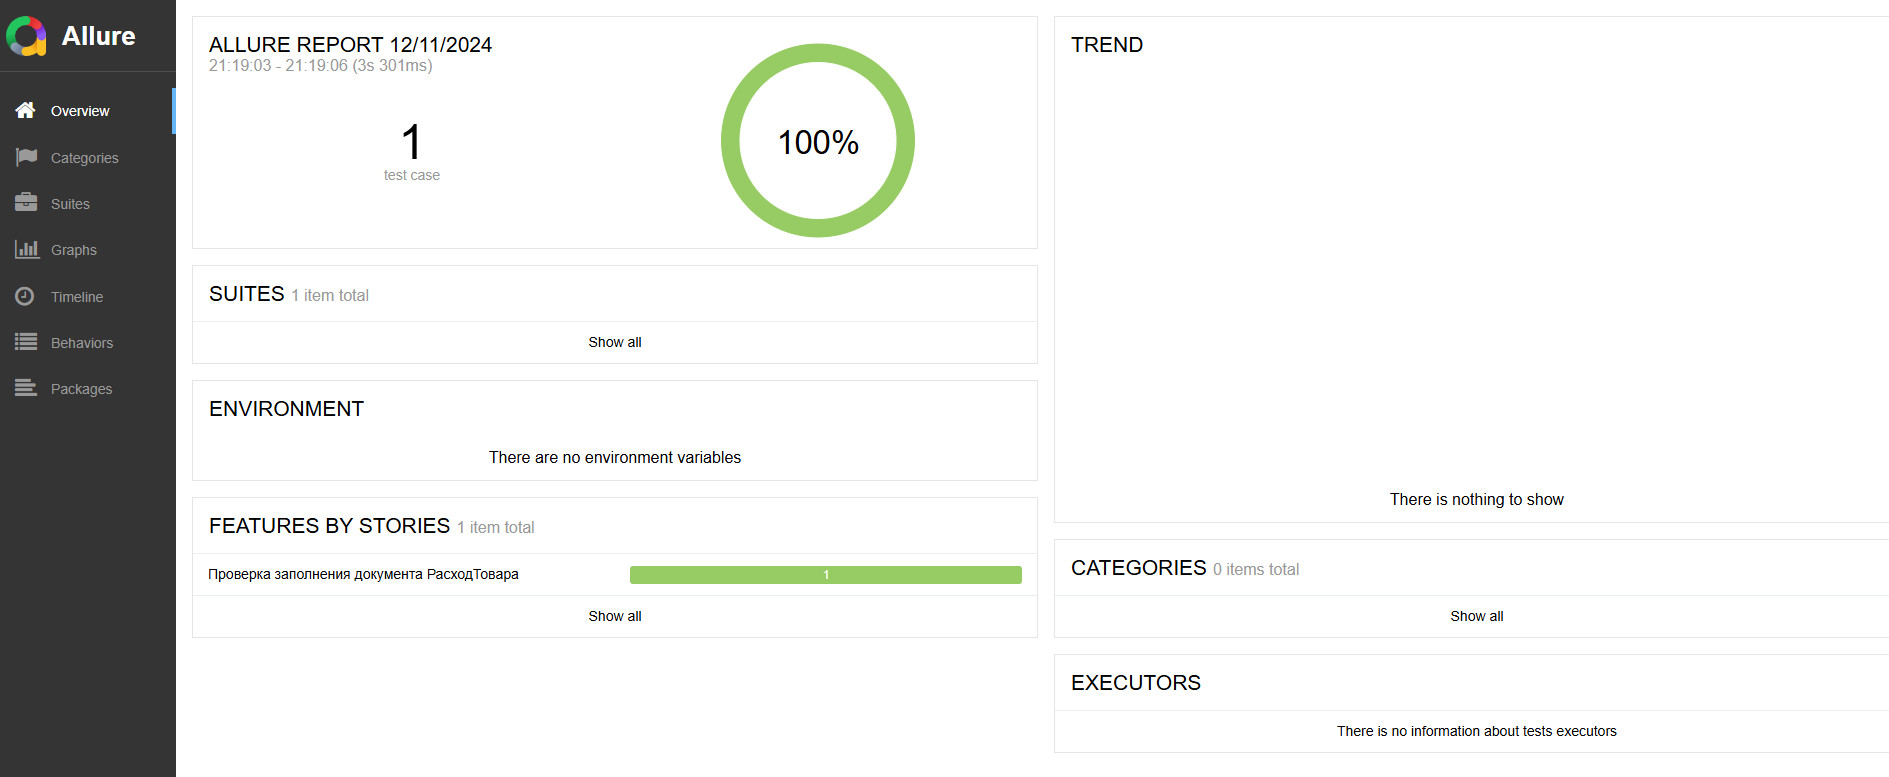 Allure
Overview
Categories
Suites
Graphs
Timeline
Behaviors
Packages
ALLURE REPORT 12/11/2024
21:19:03 - 21:19:06 (3s 301ms)
1
test case
100%
SUITES 1 item total
Show all
ENVIRONMENT
There are no environment variables
FEATURES BY STORIES 1 item total
Проверка заполнения документа РасходТовара 1
Show all
TREND
There is nothing to show
CATEGORIES 0 items total
Show all
EXECUTORS
There is no information about tests executors